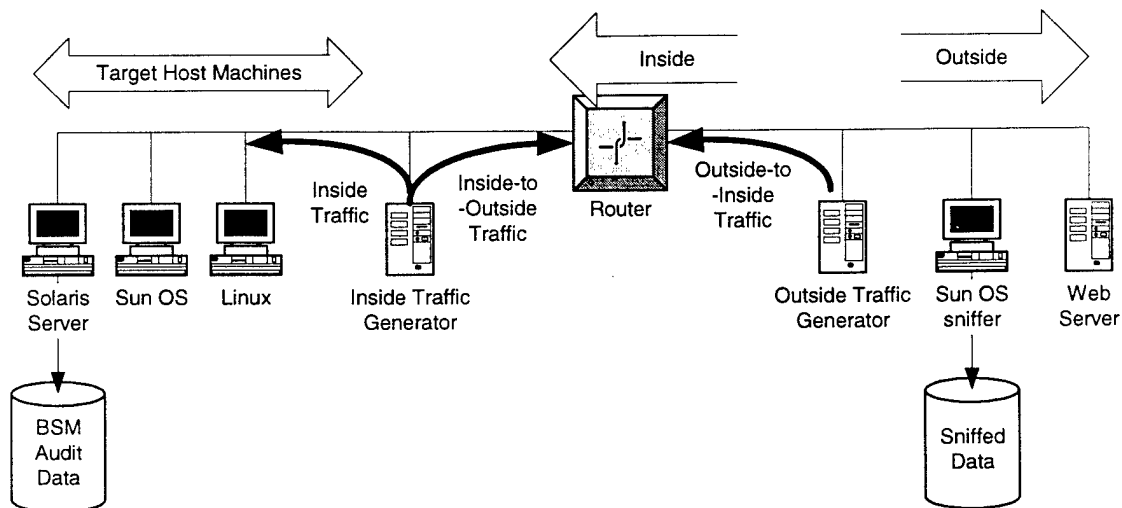 Target Host Machines
Inside
Outside
Inside
Traffic
Inside-to
-Outside
Traffic
Router
Outside-to
-Inside
Traffic
Solaris
Server
Sun OS
Linux
Inside Traffic
Generator
Outside Traffic
Generator
Sun OS
sniffer
Web
Server
BSM
Audit
Data
Sniffed
Data